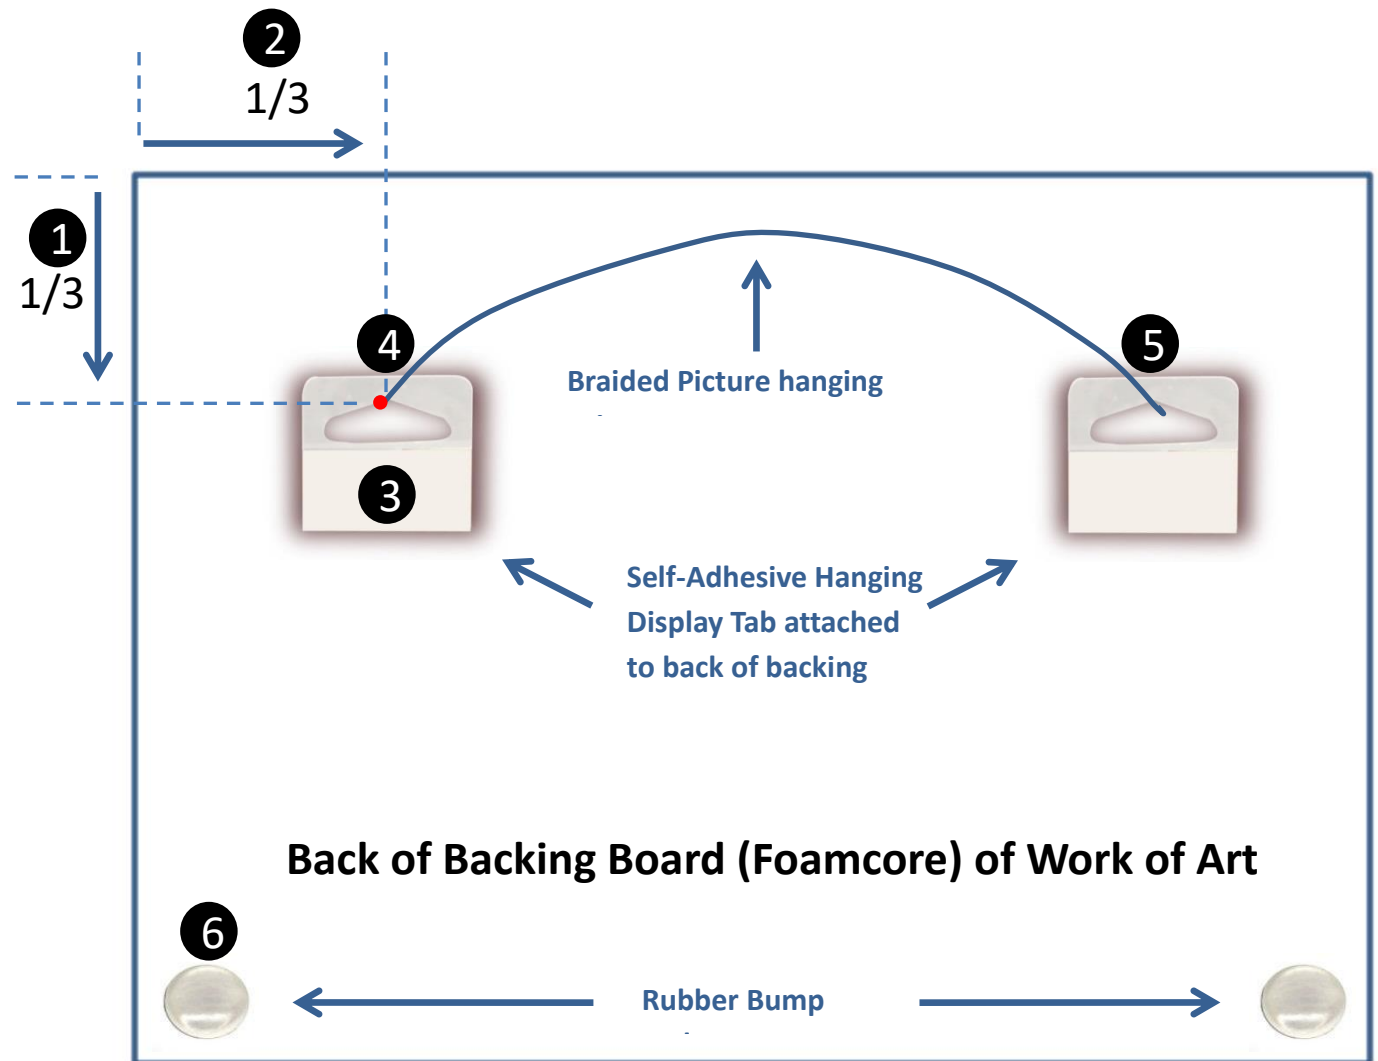 2
1/3
1
1/3
4
5
Braided Picture hanging
3
Self-Adhesive Hanging
Display Tab attached
to back of backing
Back of Backing Board (Foamcore) of Work of Art
6
Rubber Bump